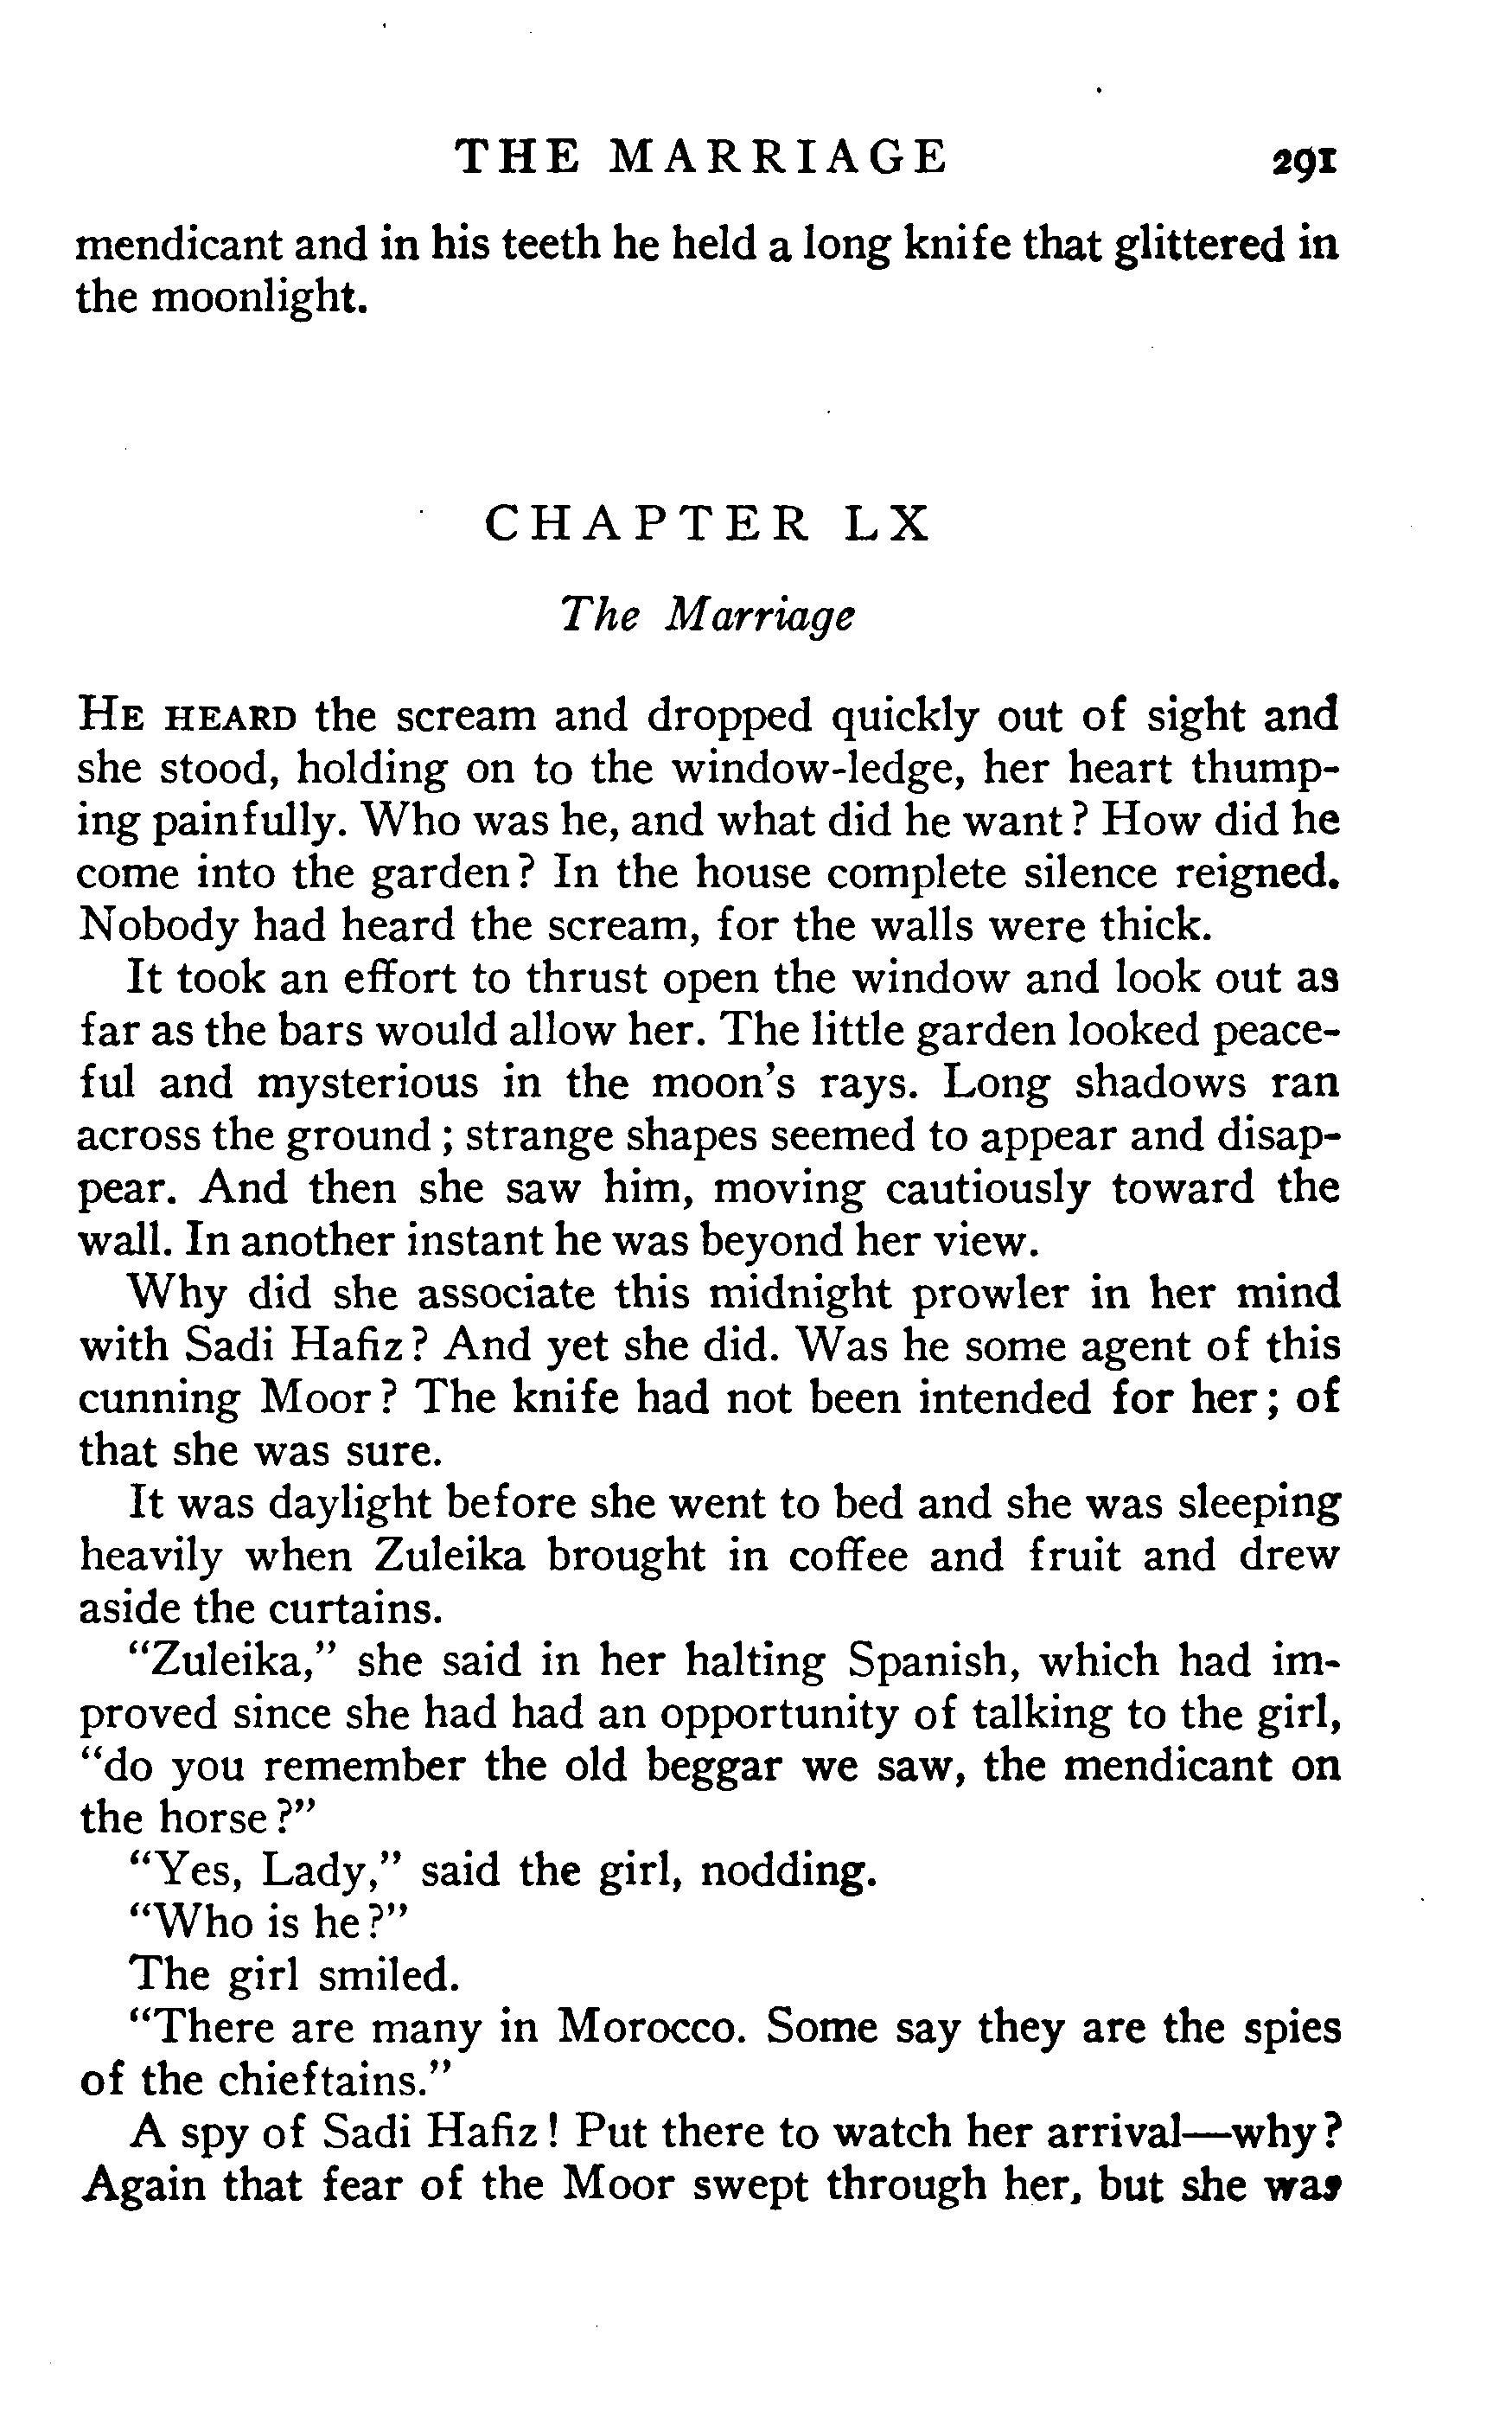 THE MARRIAGE 291
mendicant and in his teeth he held a long knife that glittered in
the moonlight.
CHAPTER LX
The Marriage
HE HEARD the scream and dropped quickly out of sight and
she stood, holding on to the window-ledge, her heart thump-
ing painfully. Who was he, and what did he want? How did he
come into the garden? In the house complete silence reigned.
Nobody had heard the scream, for the walls were thick.
It took an effort to thrust open the window and look out as
far as the bars would allow her. The little garden looked peace-
ful and mysterious in the moon's rays. Long shadows ran
across the ground; strange shapes seemed to appear and disap-
pear. And then she saw him, moving cautiously toward the
wall. In another instant he was beyond her view.
Why did she associate this midnight prowler in her mind
with Sadi Hafiz? And yet she did. Was he some agent of this
cunning Moor? The knife had not been intended for her; of
that she was sure.
It was daylight before she went to bed and she was sleeping
heavily when Zuleika brought in coffee and fruit and drew
aside the curtains.
"Zuleika," she said in her halting Spanish, which had im-
proved since she had had an opportunity of talking to the girl,
"do you remember the old beggar we saw, the mendicant on
the horse?"
"Yes, Lady," said the girl, nodding.
"Who is he?"
The girl smiled.
"There are many in Morocco. Some say they are the spies
of the chieftains."
A spy of Sadi Hafiz! Put there to watch her arrival—why?
Again that fear of the Moor swept through her, but she was